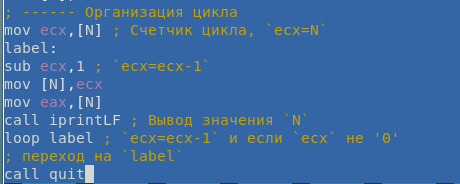 ; ------ Организация цикла
mov ecx,[N] ; Счетчик цикла, `ecx=N`
label:
sub ecx,1 ; `ecx=ecx-1`
mov [N],ecx
mov eax,[N]
call iprintLF ; Вывод значения `N`
loop label ; `ecx=ecx-1` и если `ecx` не '0'
; переход на `label`
call quit